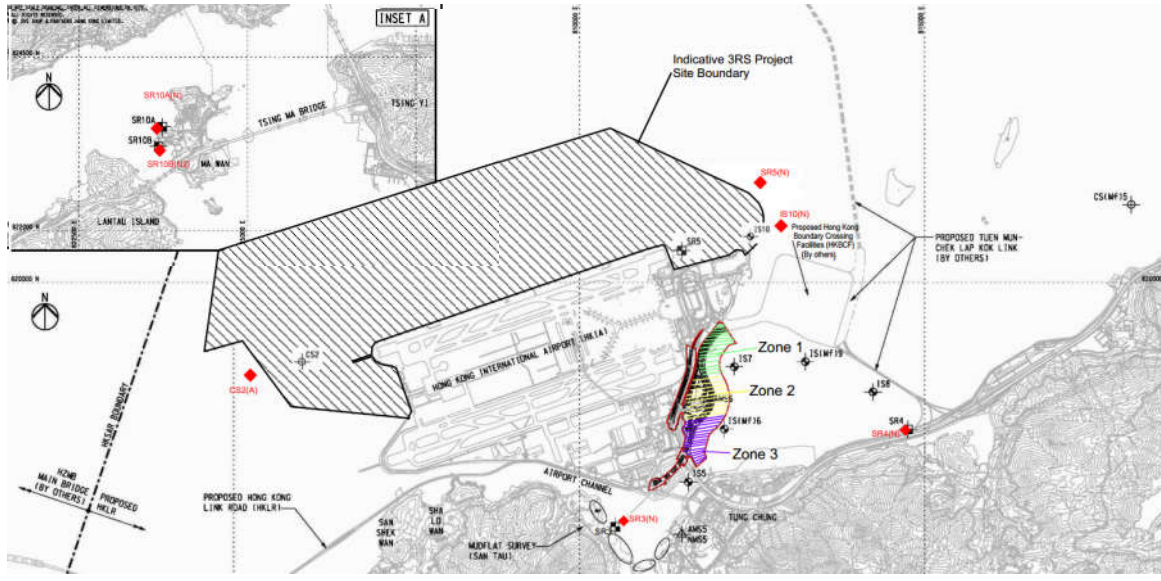 INSET A
824500 N
N
SR10A(N)
SR10A
SR10B
TSING MA BRIDGE
TSING YI
MA WAN
LANTAU ISLAND
822000 N
Indicative 3RS Project
Site Boundary
SR5(N)
IS10(N)
IS10
SR5
Proposed Hong Kong
Boundary Crossing
Facilities (HKBCF)
(By others)
CS(Mf)5
PROPOSED TUEN MUN-
CHEK LAP KOK LINK
(BY OTHERS)
820000 N
N
CS2
CS2(A)
HONG KONG INTERNATIONAL AIRPORT (HKIA)
Zone 1
IS7
IS(Mf)9
Zone 2
IS8
IS(Mf)6
SR4
SR4(N)
Zone 3
IS5
HKSAR BOUNDARY
HZMB
MAIN BRIDGE
(BY OTHERS)
PROPOSED
HKLR
PROPOSED HONG KONG
LINK ROAD (HKLR)
AIRPORT CHANNEL
SAN
SHEK
WAN
SHA
LO
WAN
MUDFLAT SURVEY
(SAN TAU)
SR3(N)
TUNG CHUNG
AMS5
NMS5